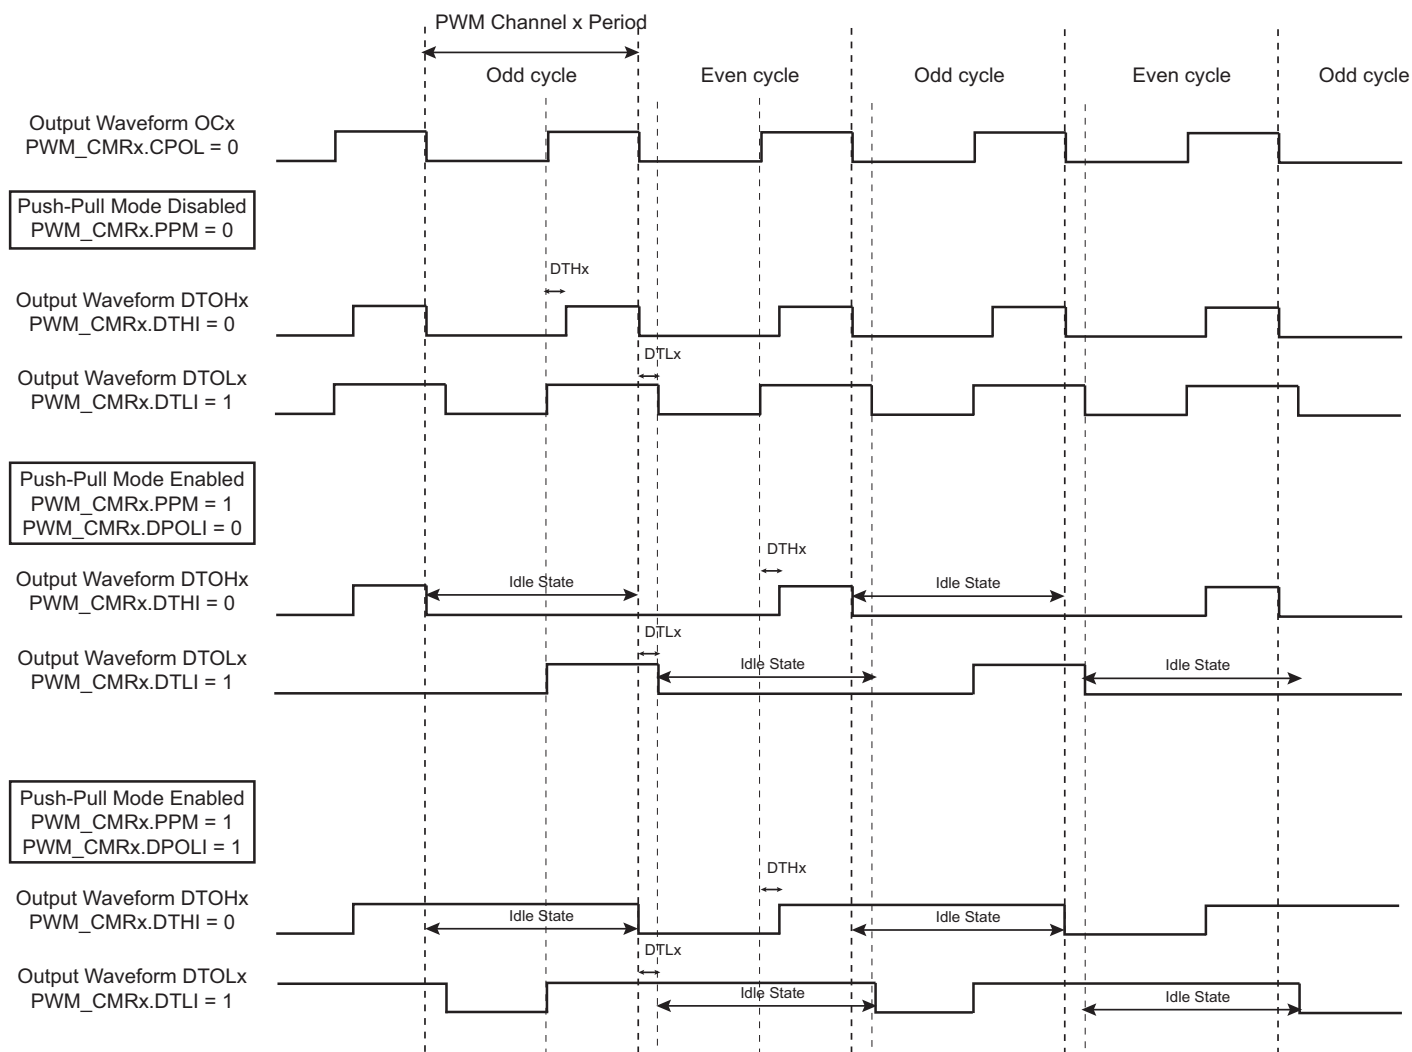 PWM Channel x Period
Odd cycle
Even cycle
Odd cycle
Even cycle
Odd cycle
Output Waveform OCx
PWM_CMRx.CPOL = 0
Push-Pull Mode Disabled
PWM_CMRx.PPM = 0
DTHx
Output Waveform DTOHx
PWM_CMRx.DTHI = 0
DTLx
Output Waveform DTOLx
PWM_CMRx.DTLI = 1
Push-Pull Mode Enabled
PWM_CMRx.PPM = 1
PWM_CMRx.DPOLI = 0
DTHx
Output Waveform DTOHx
PWM_CMRx.DTHI = 0
Idle State
Idle State
DTLx
Output Waveform DTOLx
PWM_CMRx.DTLI = 1
Idle State
Idle State
Push-Pull Mode Enabled
PWM_CMRx.PPM = 1
PWM_CMRx.DPOLI = 1
DTHx
Output Waveform DTOHx
PWM_CMRx.DTHI = 0
Idle State
Idle State
DTLx
Output Waveform DTOLx
PWM_CMRx.DTLI = 1
Idle State
Idle State